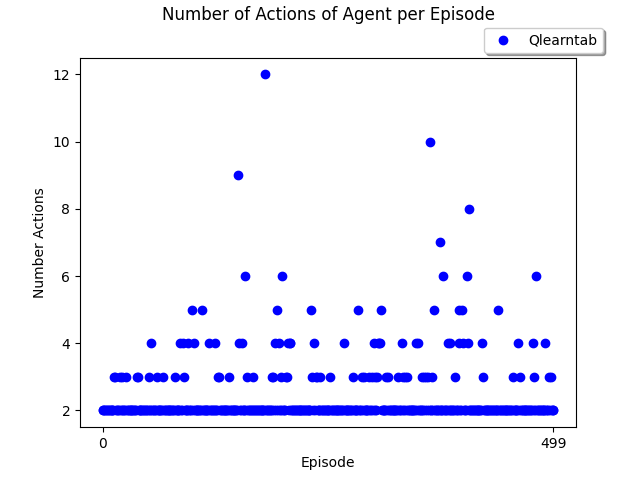 Number of Actions of Agent per Episode
Qlearntab
12
10
8
6
4
2
Number Actions
0
499
Episode